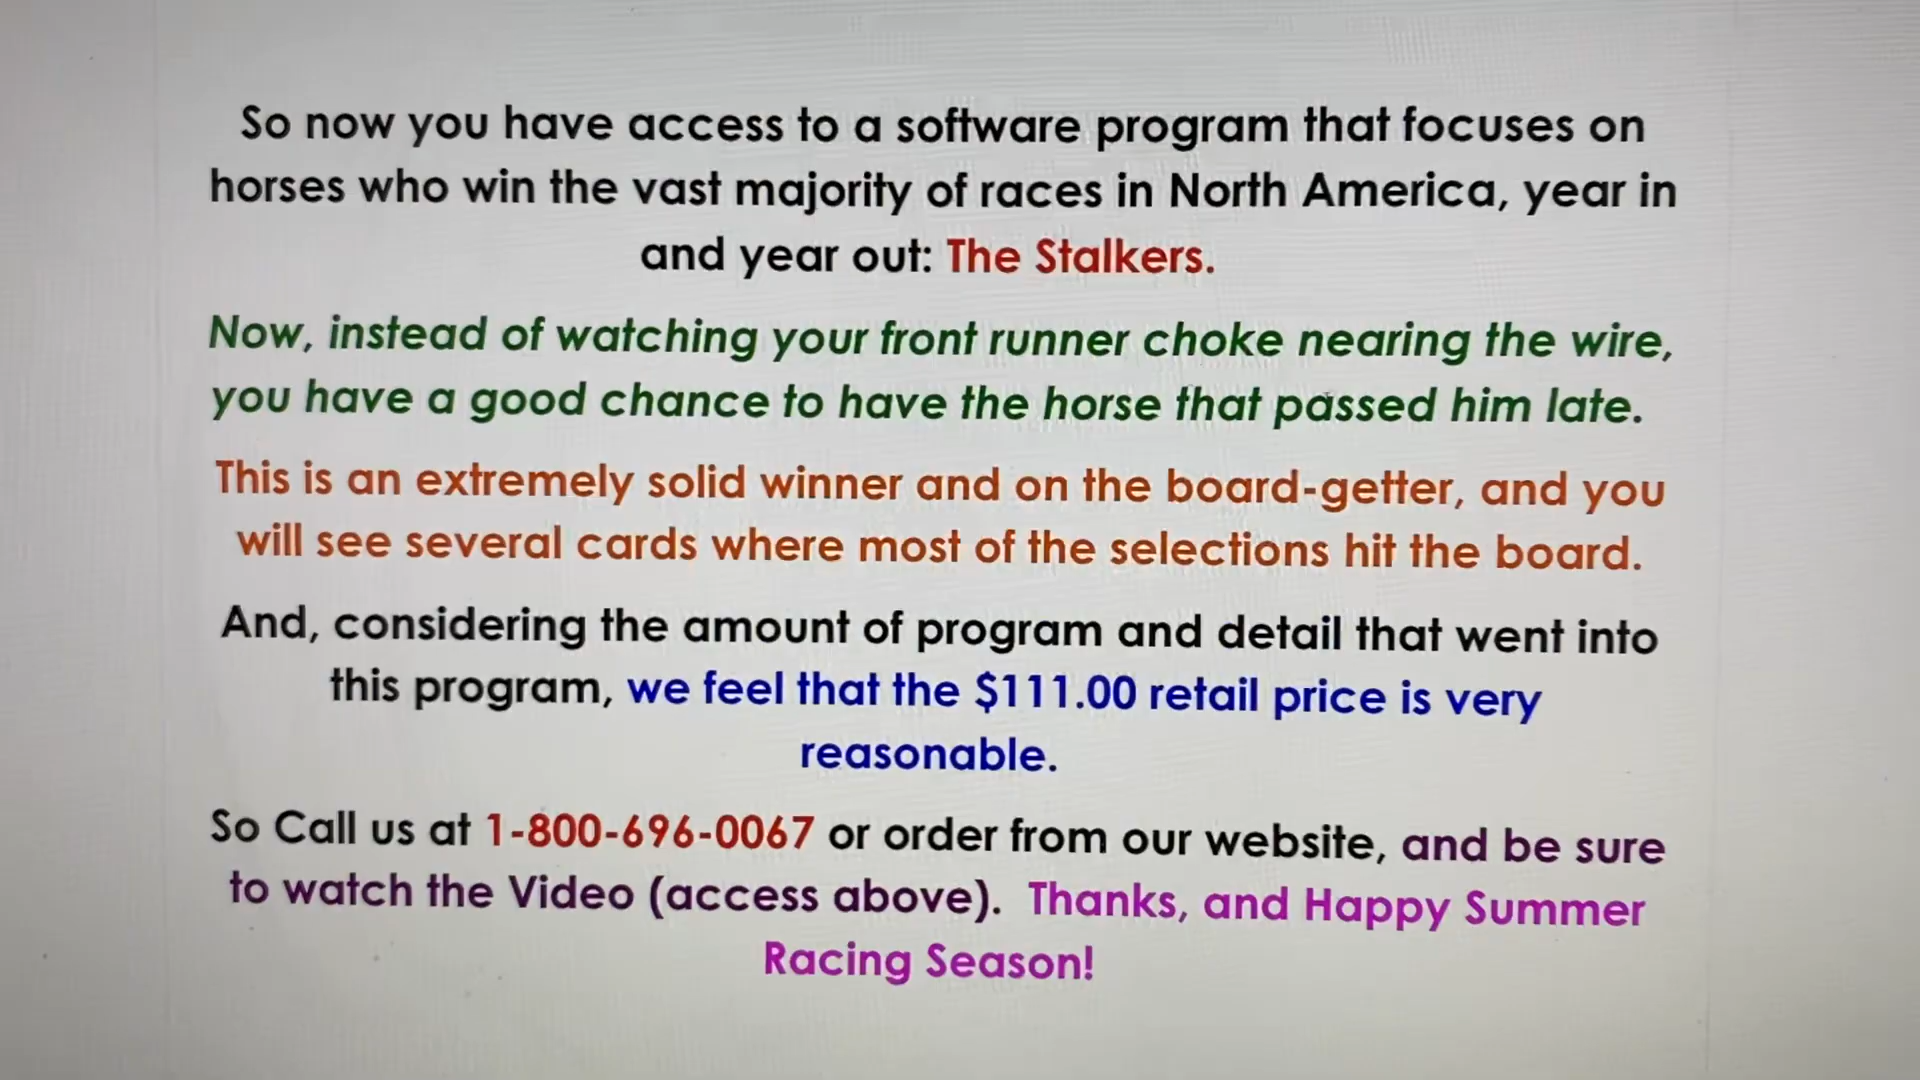 So now you have access to a software program that focuses on
horses who win the vast majority of races in North America, year in
and year out: The Stalkers.
Now, instead of watching your front runner choke nearing the wire,
you have a good chance to have the horse that passed him late.
This is an extremely solid winner and on the board-getter, and you
will see several cards where most of the selections hit the board.
And, considering the amount of program and detail that went into
this program, we feel that the $111.00 retail price is very
reasonable.
So Call us at 1-800-696-0067 or order from our website, and be sure
to watch the Video (access above). Thanks, and Happy Summer
Racing Season!